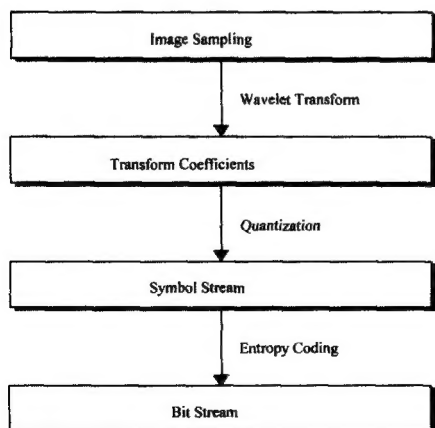 Image Sampling
Wavelet Transform
Transform Coefficients
Quantization
Symbol Stream
Entropy Coding
Bit Stream